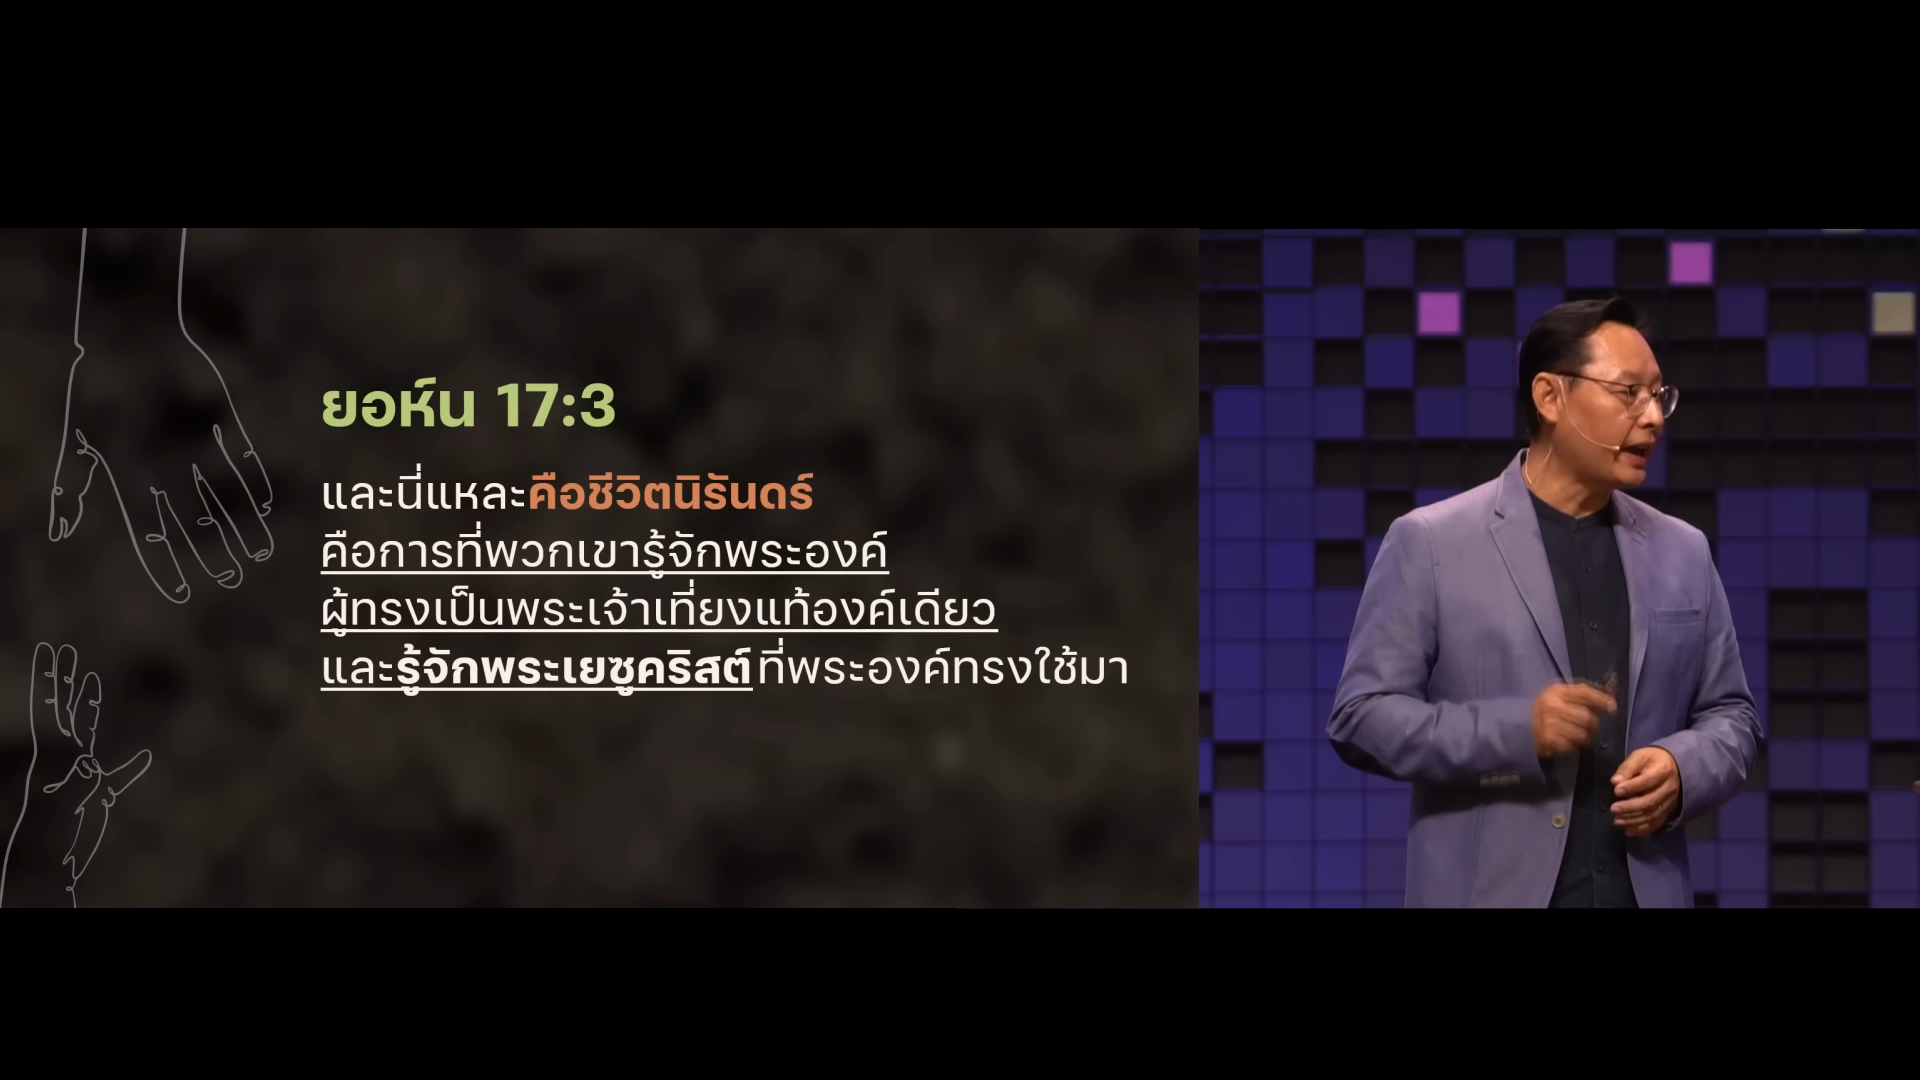 ยอห์น 17:3
และนี่แหละคือชีวิตนิรันดร์
คือการที่พวกเขารู้จักพระองค์
ผู้ทรงเป็นพระเจ้าเที่ยงแท้องค์เดียว
และรู้จักพระเยซูคริสต์ที่พระองค์ทรงใช้มา